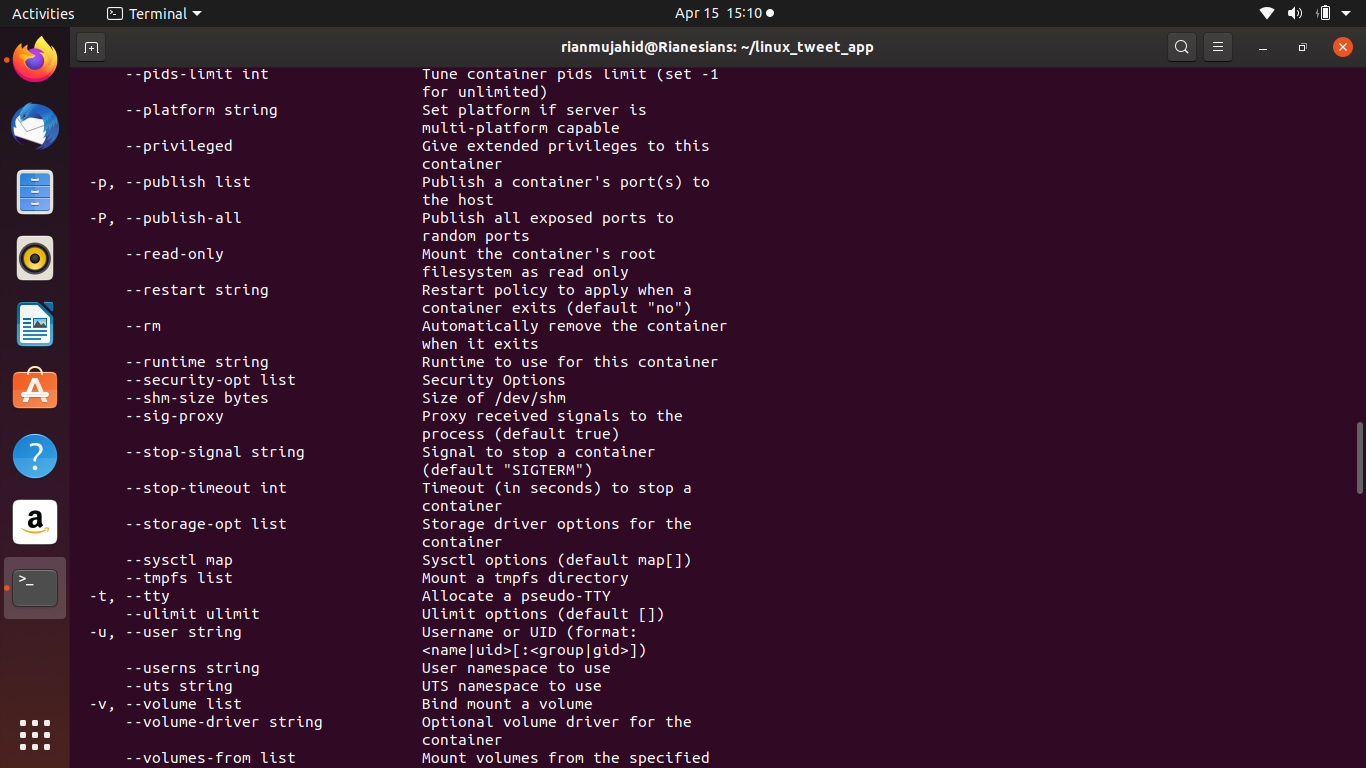 Activities Terminal Apr 15 15:10
rianmujahid@Rianesians: ~/linux_tweet_app
--pids-limit int Tune container pids limit (set -1
for unlimited)
--platform string Set platform if server is
multi-platform capable
--privileged Give extended privileges to this
container
-p, --publish list Publish a container's port(s) to
the host
-P, --publish-all Publish all exposed ports to
random ports
--read-only Mount the container's root
filesystem as read only
--restart string Restart policy to apply when a
container exits (default "no")
--rm Automatically remove the container
when it exits
--runtime string Runtime to use for this container
--security-opt list Security Options
--shm-size bytes Size of /dev/shm
--sig-proxy Proxy received signals to the
process (default true)
--stop-signal string Signal to stop a container
(default "SIGTERM")
--stop-timeout int Timeout (in seconds) to stop a
container
--storage-opt list Storage driver options for the
container
--sysctl map Sysctl options (default map[])
--tmpfs list Mount a tmpfs directory
-t, --tty Allocate a pseudo-TTY
--ulimit ulimit Ulimit options (default [])
-u, --user string Username or UID (format:
<name|uid>[:<group|gid>])
--userns string User namespace to use
--uts string UTS namespace to use
-v, --volume list Bind mount a volume
--volume-driver string Optional volume driver for the
container
--volumes-from list Mount volumes from the specified